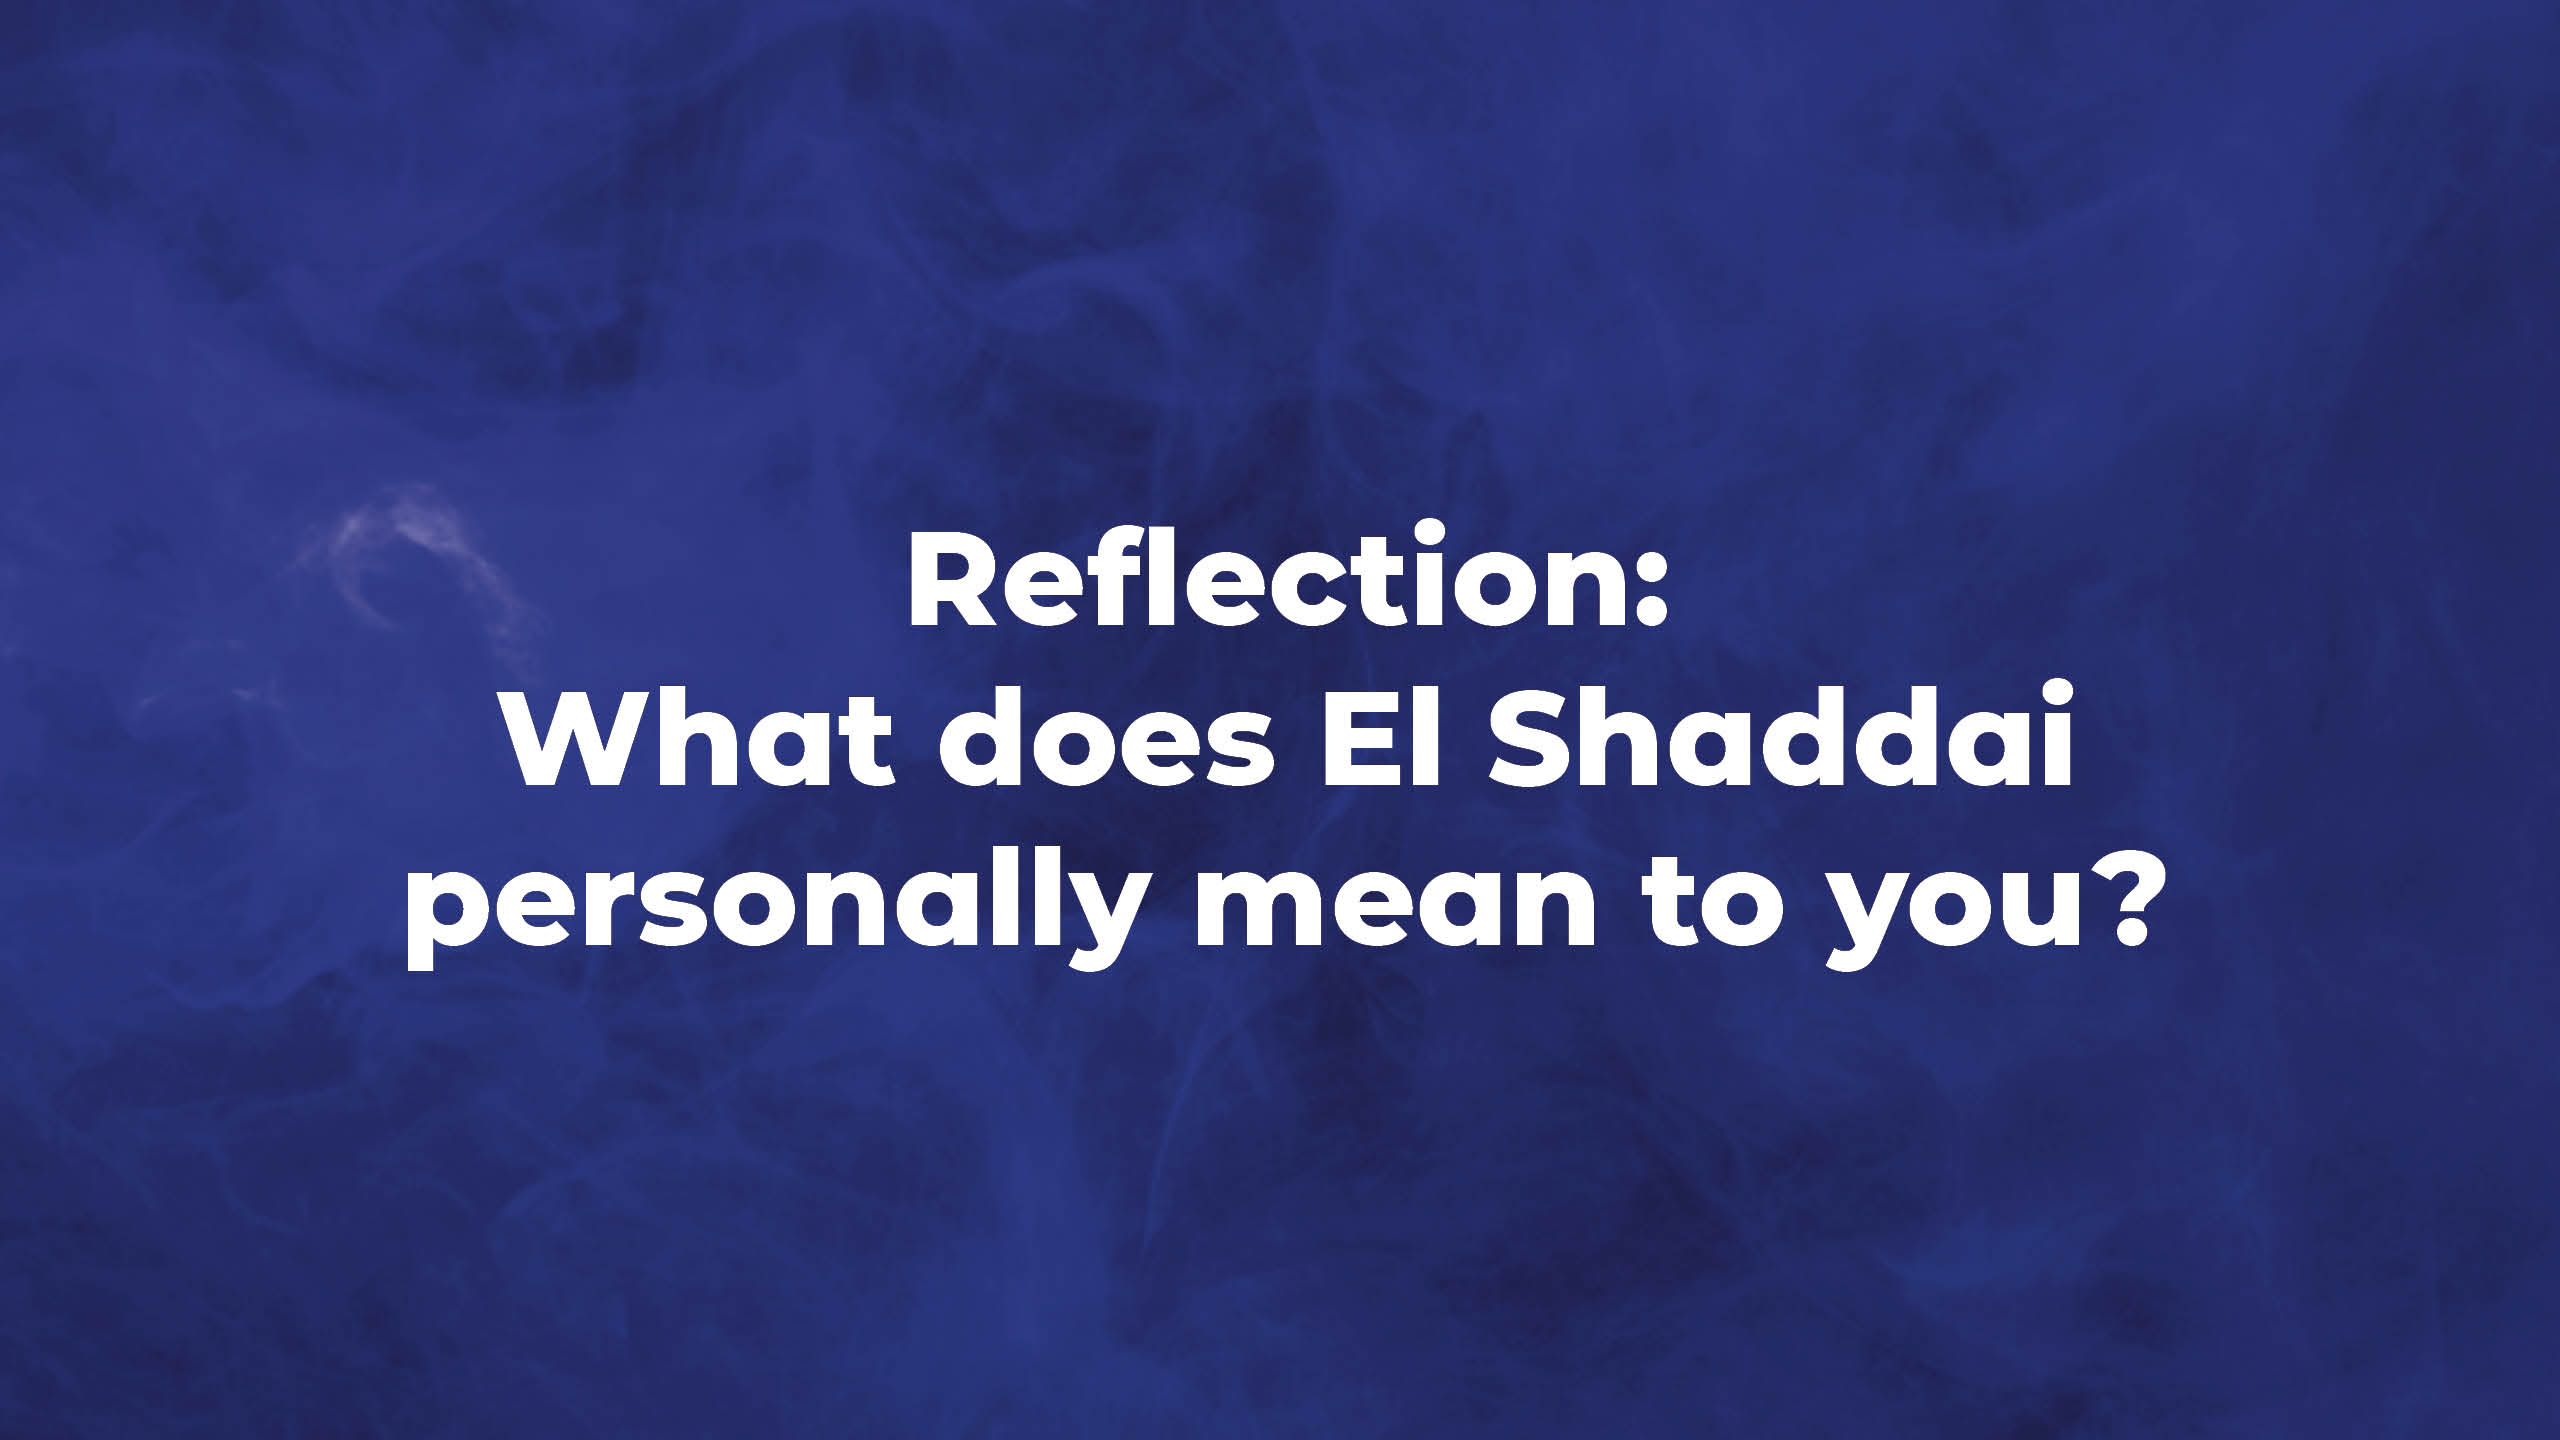 Reflection:
What does El Shaddai
personally mean to you?